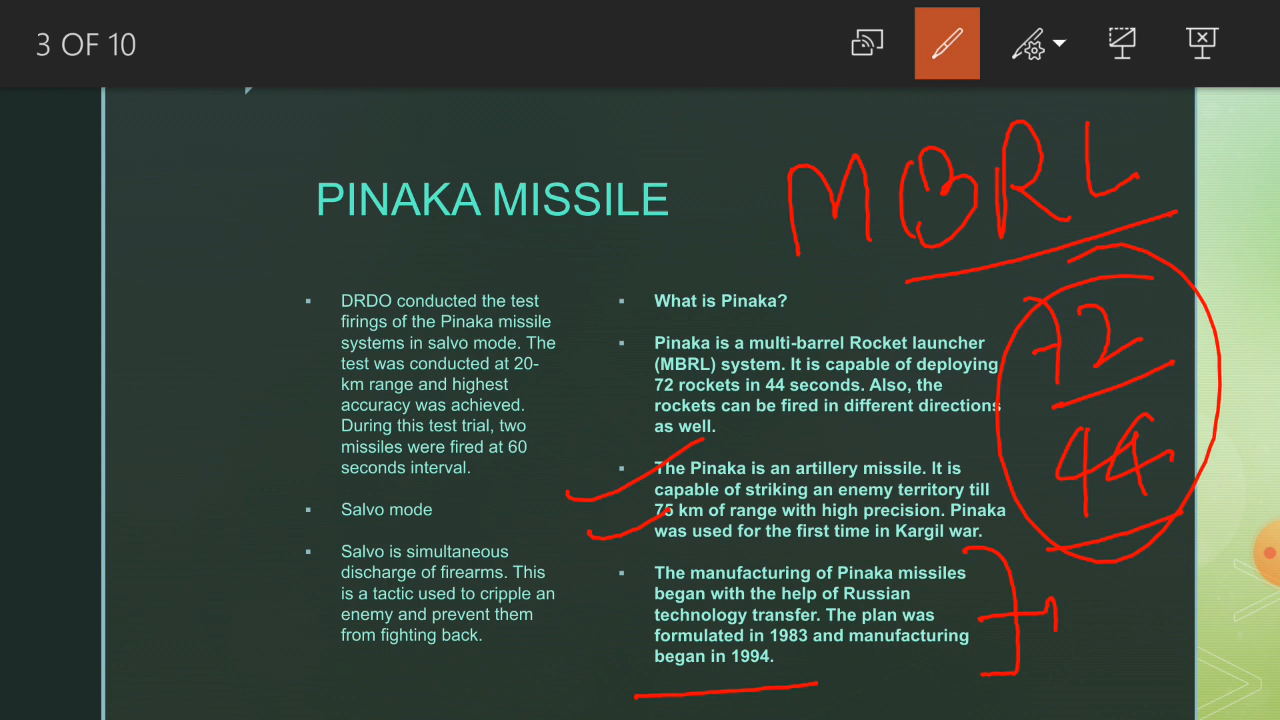 3 OF 10
MBRL
PINAKA MISSILE
DRDO conducted the test
firings of the Pinaka missile
systems in salvo mode. The
test was conducted at 20-
km range and highest
accuracy was achieved.
During this test trial, two
missiles were fired at 60
seconds interval.
Salvo mode
Salvo is simultaneous
discharge of firearms. This
is a tactic used to cripple an
enemy and prevent them
from fighting back.
What is Pinaka?
Pinaka is a multi-barrel Rocket launcher
(MBRL) system. It is capable of deploying
72 rockets in 44 seconds. Also, the
rockets can be fired in different directions
as well.
The Pinaka is an artillery missile. It is
capable of striking an enemy territory till
75 km of range with high precision. Pinaka
was used for the first time in Kargil war.
The manufacturing of Pinaka missiles
began with the help of Russian
technology transfer. The plan was
formulated in 1983 and manufacturing
began in 1994.
72
44